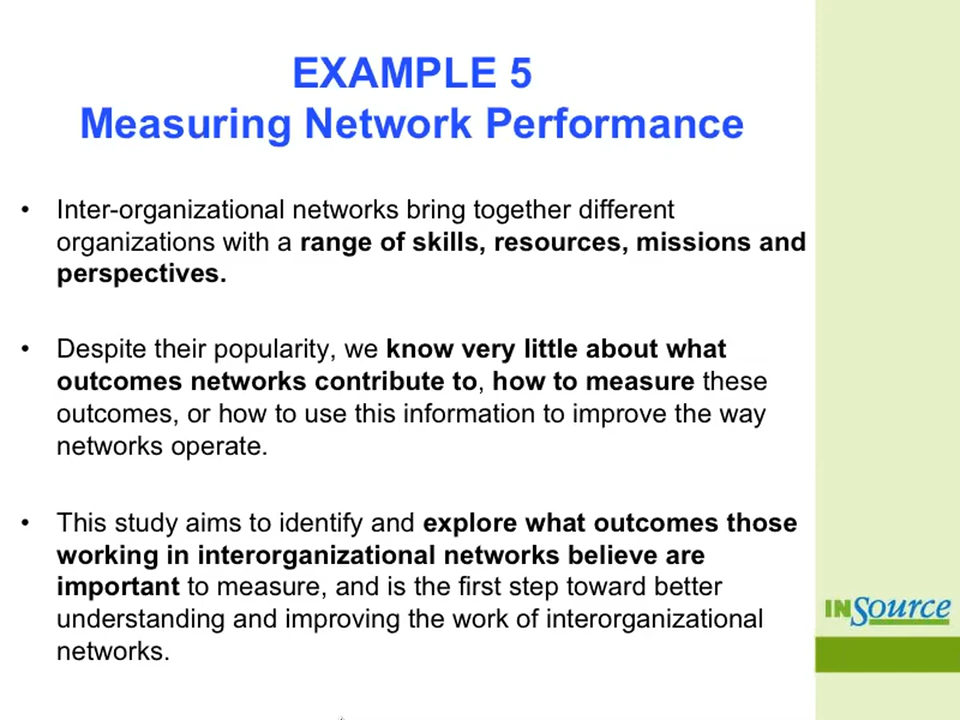 EXAMPLE 5
Measuring Network Performance
• Inter-organizational networks bring together different
organizations with a range of skills, resources, missions and
perspectives.
• Despite their popularity, we know very little about what
outcomes networks contribute to, how to measure these
outcomes, or how to use this information to improve the way
networks operate.
• This study aims to identify and explore what outcomes those
working in interorganizational networks believe are
important to measure, and is the first step toward better
understanding and improving the work of interorganizational
networks.
INSource